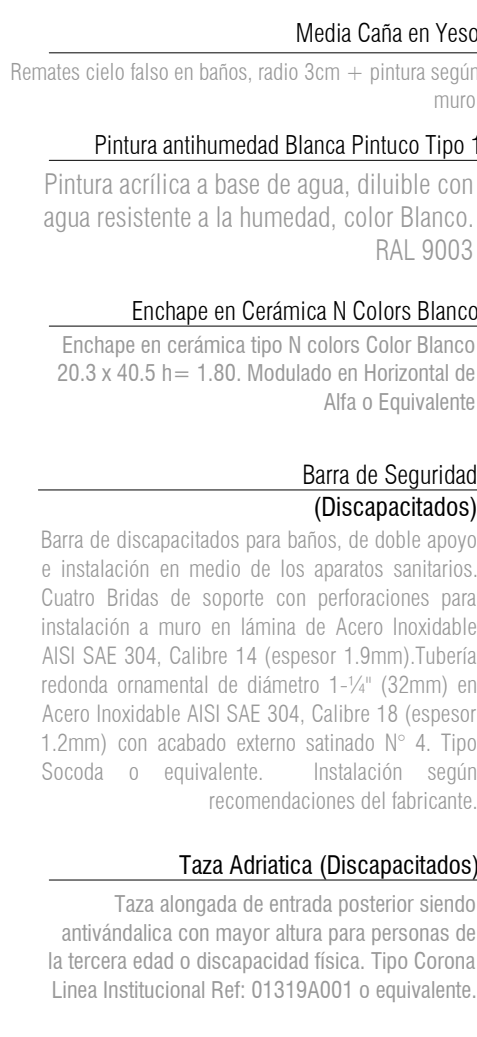 Media Caña en Yeso
Remates cielo falso en baños, radio 3cm + pintura según
muro
Pintura antihumedad Blanca Pintuco Tipo 1
Pintura acrílica a base de agua, diluible con
agua resistente a la humedad, color Blanco.
RAL 9003
Enchape en Cerámica N Colors Blanco
Enchape en cerámica tipo N colors Color Blanco
20.3 x 40.5 h= 1.80. Modulado en Horizontal de
Alfa o Equivalente
Barra de Seguridad
(Discapacitados)
Barra de discapacitados para baños, de doble apoyo
e instalación en medio de los aparatos sanitarios.
Cuatro Bridas de soporte con perforaciones para
instalación a muro en lámina de Acero Inoxidable
AISI SAE 304, Calibre 14 (espesor 1.9mm).Tubería
redonda ornamental de diámetro 1-¼" (32mm) en
Acero Inoxidable AISI SAE 304, Calibre 18 (espesor
1.2mm) con acabado externo satinado N° 4. Tipo
Socoda o equivalente. Instalación según
recomendaciones del fabricante.
Taza Adriatica (Discapacitados)
Taza alongada de entrada posterior siendo
antivándalica con mayor altura para personas de
la tercera edad o discapacidad física. Tipo Corona
Linea Institucional Ref: 01319A001 o equivalente.